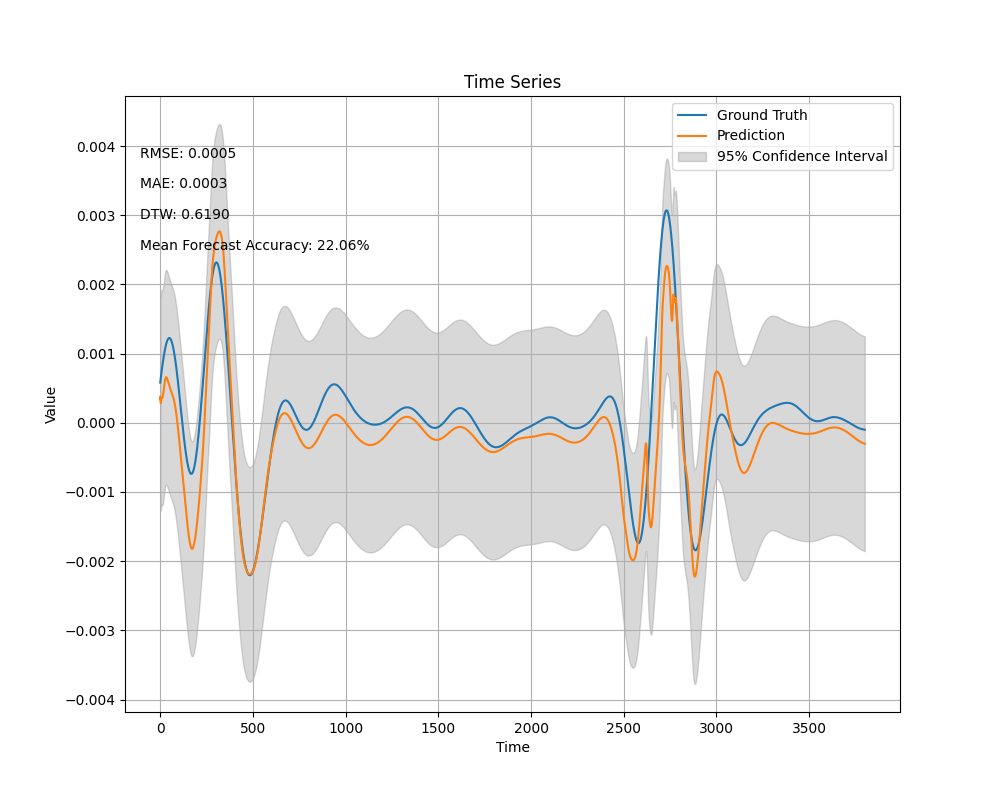 Time Series
Ground Truth
Prediction
95% Confidence Interval
RMSE: 0.0005
MAE: 0.0003
DTW: 0.6190
Mean Forecast Accuracy: 22.06%
Value
0.004
0.003
0.002
0.001
0.000
−0.001
−0.002
−0.003
−0.004
0 500 1000 1500 2000 2500 3000 3500
Time